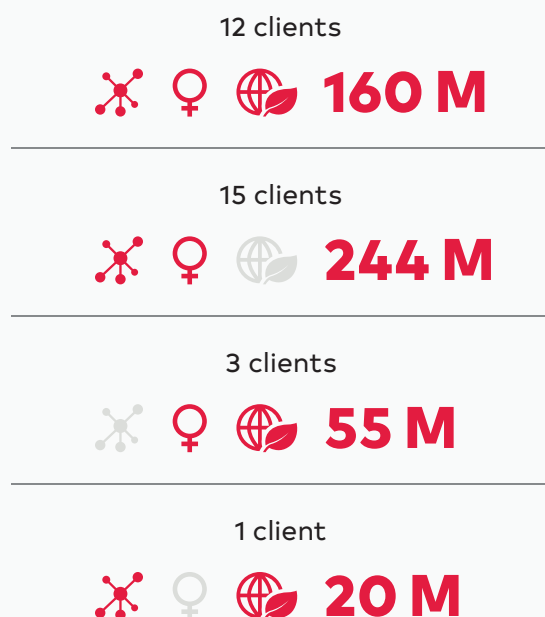 12 clients
160 M
15 clients
244 M
3 clients
55 M
1 client
20 M